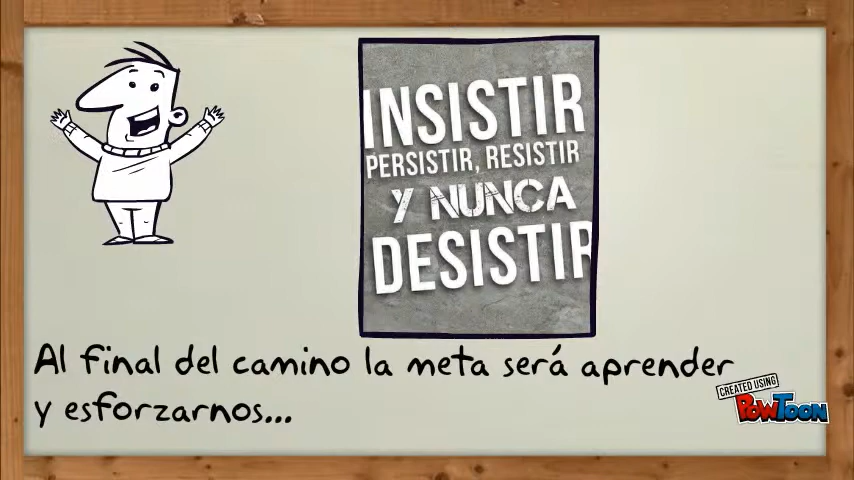 INSISTIR
PERSISTIR, RESISTIR
Y NUNCA
DESISTIR
Al final del camino la meta será aprender
y esforzarnos...
CREATED USING
POWTOON